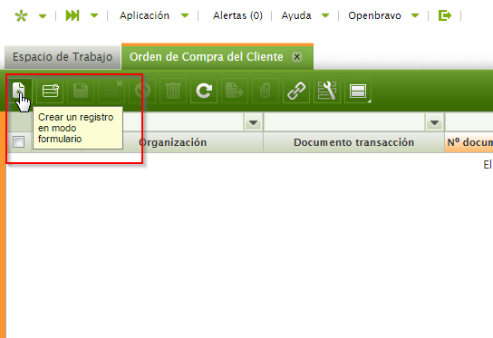 Aplicación Alertas (0) Ayuda Openbravo
Espacio de Trabajo Orden de Compra del Cliente
Crear un registro
en modo
formulario
Organización Documento transacción Nº docum
El